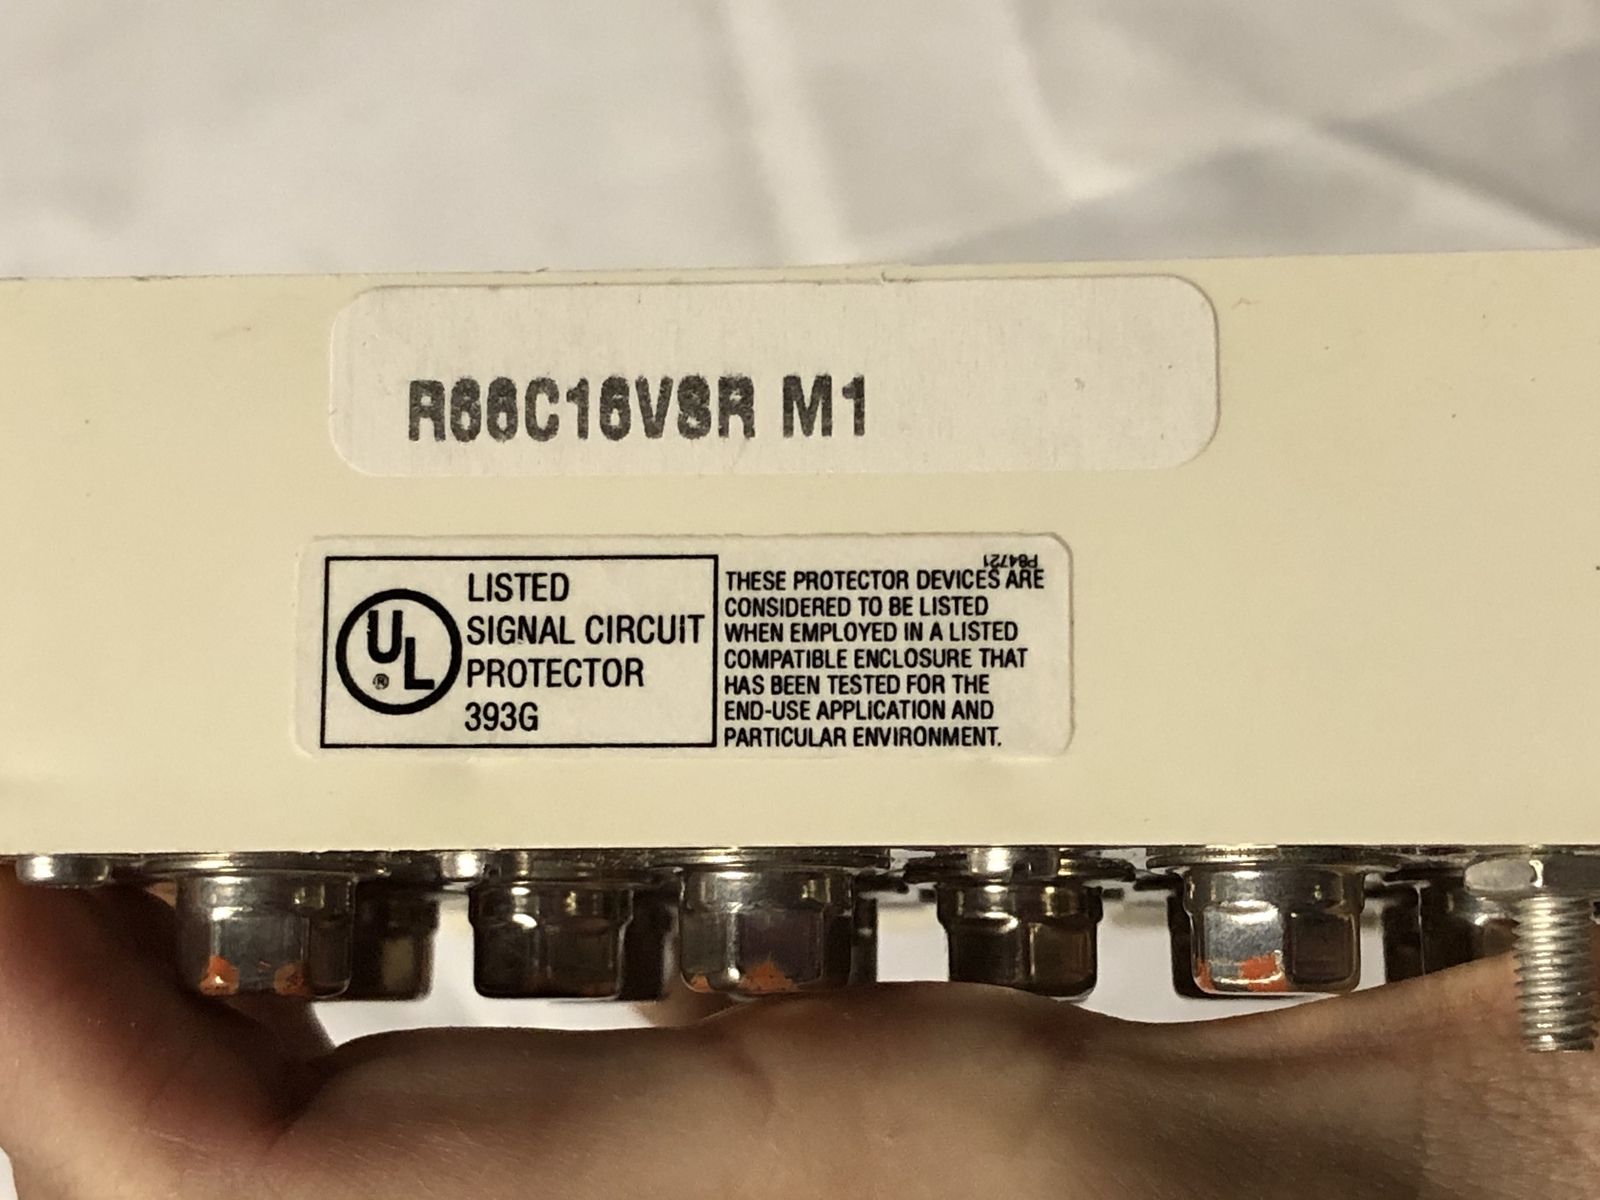 R66C16VSR M1
P84721
UL
®
LISTED
SIGNAL CIRCUIT
PROTECTOR
393G
THESE PROTECTOR DEVICES ARE
CONSIDERED TO BE LISTED
WHEN EMPLOYED IN A LISTED
COMPATIBLE ENCLOSURE THAT
HAS BEEN TESTED FOR THE
END-USE APPLICATION AND
PARTICULAR ENVIRONMENT.